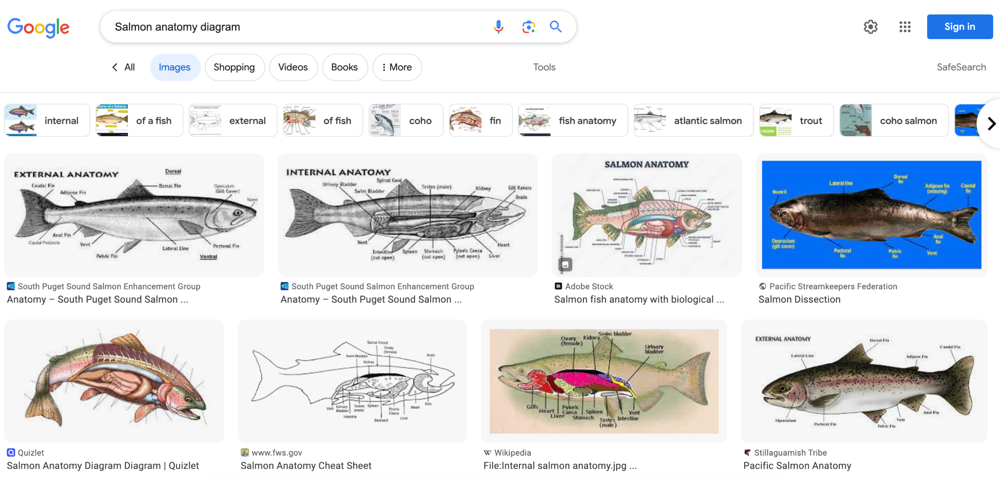 Google
Salmon anatomy diagram
Sign in
All
Images
Shopping
Videos
Books
More
Tools
SafeSearch
internal
Parts of a Salmon
of a fish
external
of fish
coho
fin
SALMON ANATOMY
fish anatomy
atlantic salmon
trout
coho salmon
EXTERNAL ANATOMY
Dorsal
Caudal Fin
Adipose Fin
Dorsal Fin
Operculum
(Gill Cover)
Nares
Anal Fin
Caudal Peduncle
Vent
Pelvic Fin
Lateral Line
Pectoral Fin
Ventral
South Puget Sound Salmon Enhancement Group
Anatomy – South Puget Sound Salmon ...
INTERNAL ANATOMY
Urinary Bladder
Spinal Cord
Swim Bladder
Testes (male)
Kidney
Gill Rakers
Brain
Vent
Intestine
(cut open)
Spleen
Stomach
(cut open)
Pyloric Caeca
(cut open)
Liver
Heart
South Puget Sound Salmon Enhancement Group
Anatomy – South Puget Sound Salmon ...
SALMON ANATOMY
Adobe Stock
Salmon fish anatomy with biological ...
Nostril
Lateral line
Dorsal
fin
Adipose fin
(missing)
Caudal
fin
Operculum
(gill cover)
Pectoral
fin
Pelvic
fin
Vent
Anal
fin
Pacific Streamkeepers Federation
Salmon Dissection
Quizlet
Salmon Anatomy Diagram Diagram | Quizlet
Spinal Chord
Ovary
(female)
Swim Bladder
Kidney
Brain
Vent
Urinary
Bladder
Testes
(male)
Spleen
Intestine
Stomach
Pyloric
Caeca
Liver
Heart
Gills
www.fws.gov
Salmon Anatomy Cheat Sheet
Ovary
(female)
Kidney
Swim bladder
Urinary
bladder
Gills
Heart
Liver
Pyloric
Caeca
Stomach
Spleen
Testes
(male)
Intestine
Vent
Wikipedia
File:Internal salmon anatomy.jpg ...
EXTERNAL ANATOMY
Dorsal Fin
Lateral Line
Adipose Fin
Caudal Fin
Operculum
Pectoral Fin
Pelvic Fin
Vent
Anal Fin
Stillaguamish Tribe
Pacific Salmon Anatomy